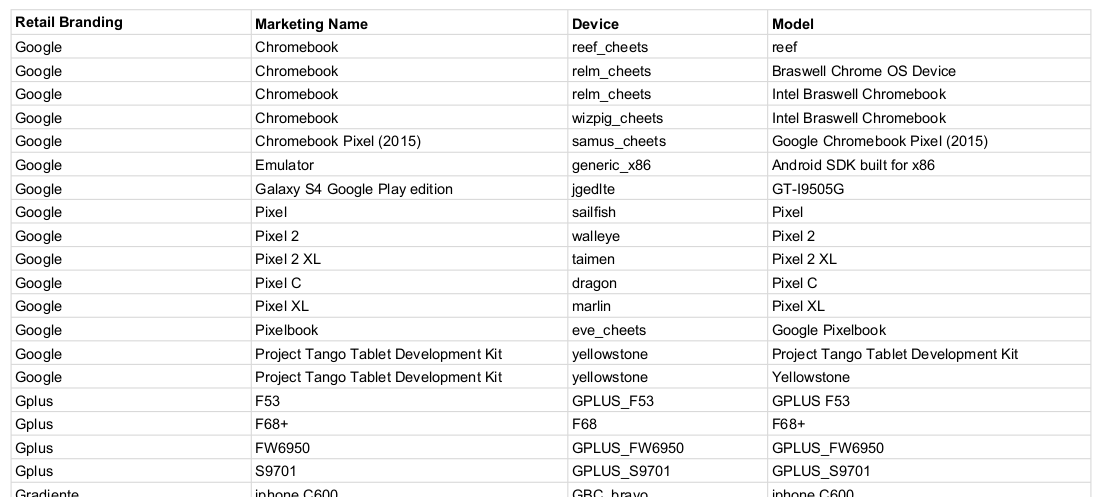 Retail Branding Marketing Name Device Model
Google Chromebook reef_cheets reef
Google Chromebook relm_cheets Braswell Chrome OS Device
Google Chromebook relm_cheets Intel Braswell Chromebook
Google Chromebook wizpig_cheets Intel Braswell Chromebook
Google Chromebook Pixel (2015) samus_cheets Google Chromebook Pixel (2015)
Google Emulator generic_x86 Android SDK built for x86
Google Galaxy S4 Google Play edition jgedlte GT-I9505G
Google Pixel sailfish Pixel
Google Pixel 2 walleye Pixel 2
Google Pixel 2 XL taimen Pixel 2 XL
Google Pixel C dragon Pixel C
Google Pixel XL marlin Pixel XL
Google Pixelbook eve_cheets Google Pixelbook
Google Project Tango Tablet Development Kit yellowstone Project Tango Tablet Development Kit
Google Project Tango Tablet Development Kit yellowstone Yellowstone
Gplus F53 GPLUS_F53 GPLUS F53
Gplus F68+ F68 F68+
Gplus FW6950 GPLUS_FW6950 GPLUS_FW6950
Gplus S9701 GPLUS_S9701 GPLUS_S9701
Gradiente iphone C600 GBC_bravo iphone C600